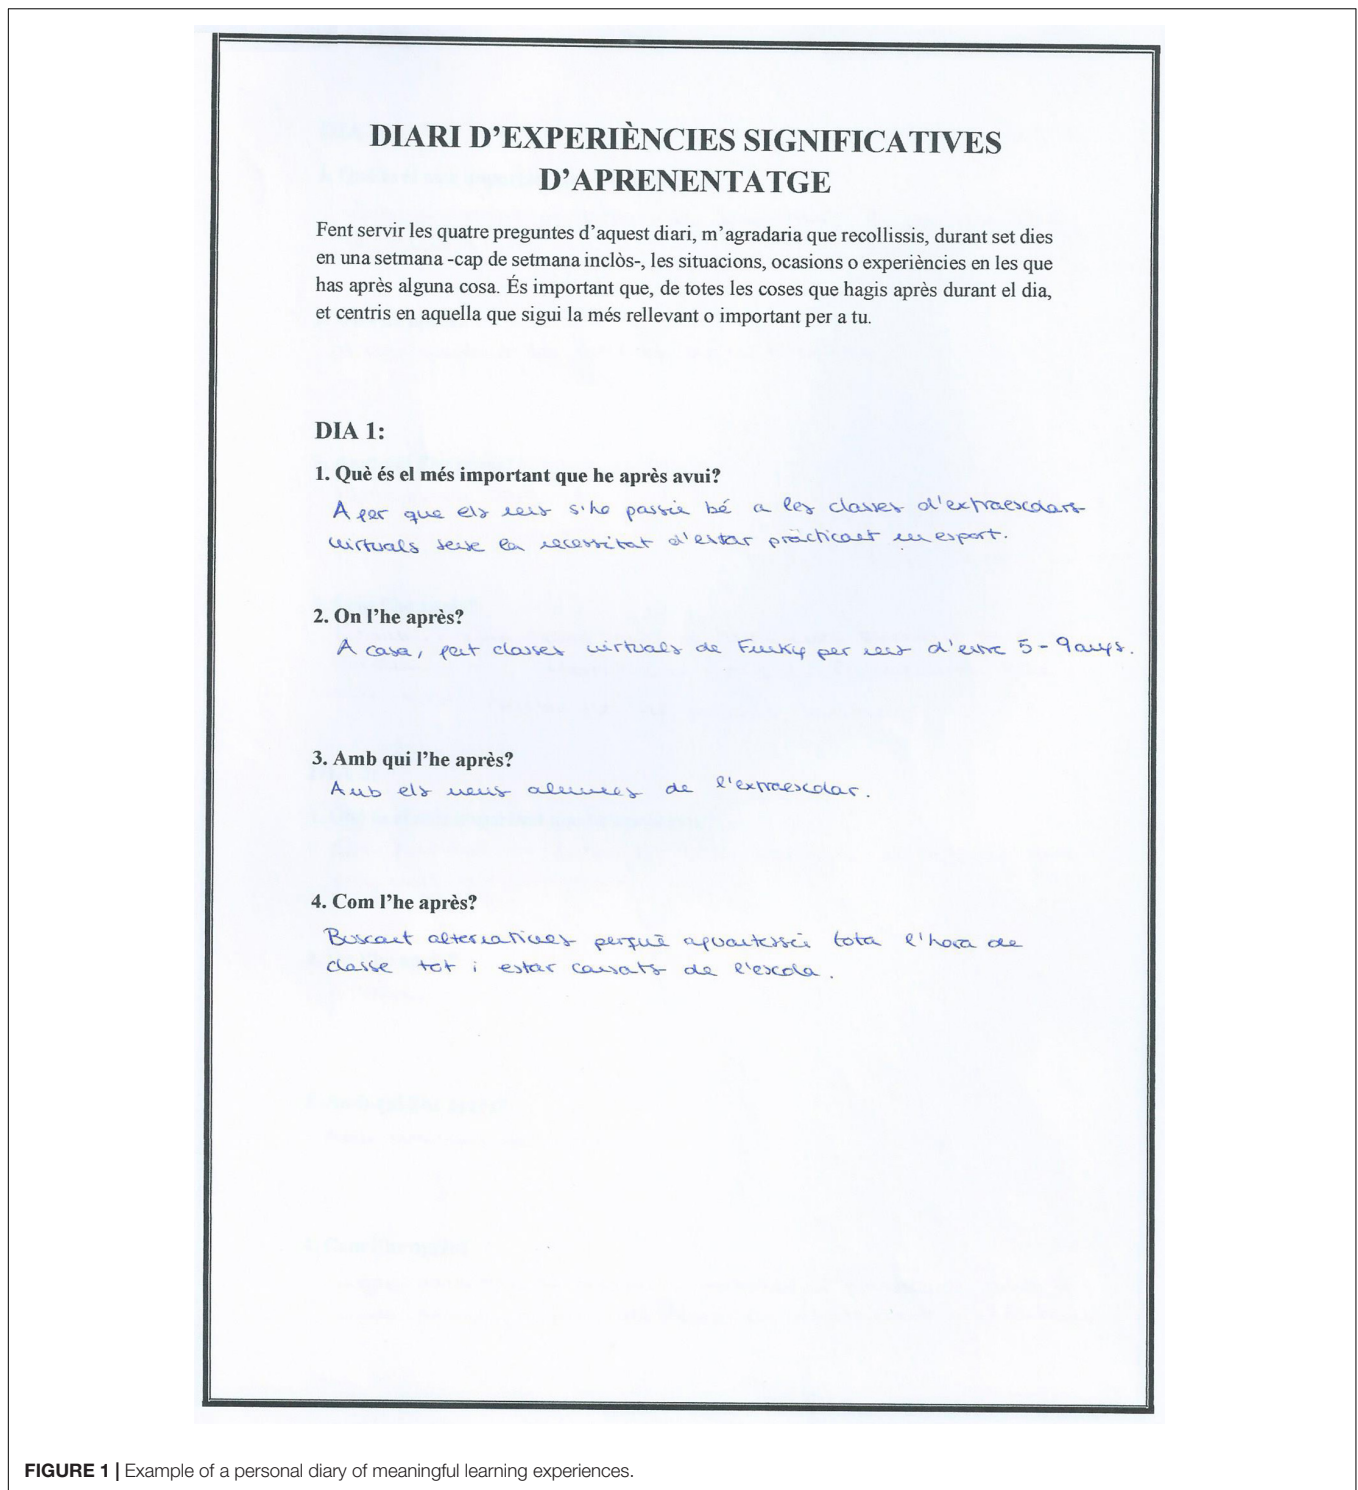 DIARI D'EXPERIÈNCIES SIGNIFICATIVES
D'APRENENTATGE
Fent servir les quatre preguntes d'aquest diari, m'agradaria que recollissis, durant set dies
en una setmana -cap de setmana inclòs-, les situacions, ocasions o experiències en les que
has après alguna cosa. És important que, de totes les coses que hagis après durant el dia,
et centris en aquella que sigui la més rellevant o important per a tu.
DIA 1:
1. Què és el més important que he après avui?
A fer que els nens s'ho passin bé a les classes d'extraescolars
virtuals sense la necessitat d'estar practicant un esport.
2. On l'he après?
A casa, fent classes virtuals de Funky per nens d'entre 5-9 anys.
3. Amb qui l'he après?
Amb els meus alumnes de l'extraescolar.
4. Com l'he après?
Buscant alternatives perquè aguantessin tota l'hora de
classe tot i estar cansats de l'escola.
FIGURE 1 | Example of a personal diary of meaningful learning experiences.